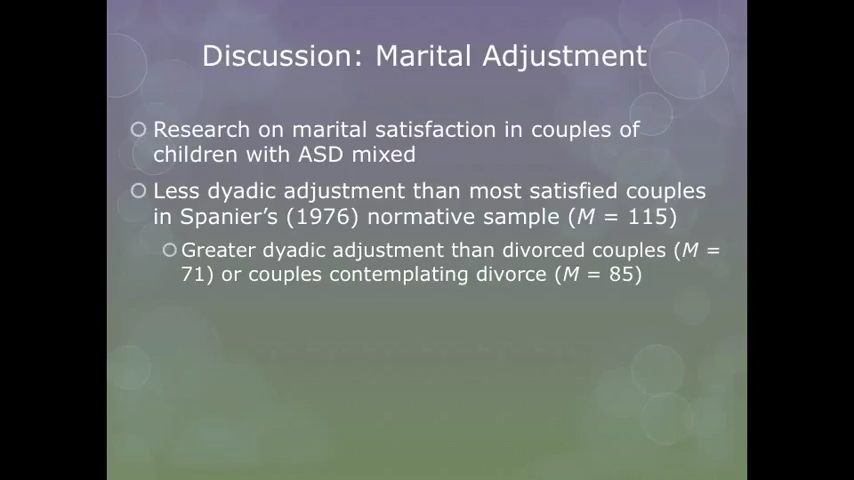 Discussion: Marital Adjustment
Research on marital satisfaction in couples of
children with ASD mixed
Less dyadic adjustment than most satisfied couples
in Spanier’s (1976) normative sample (M = 115)
Greater dyadic adjustment than divorced couples (M =
71) or couples contemplating divorce (M = 85)